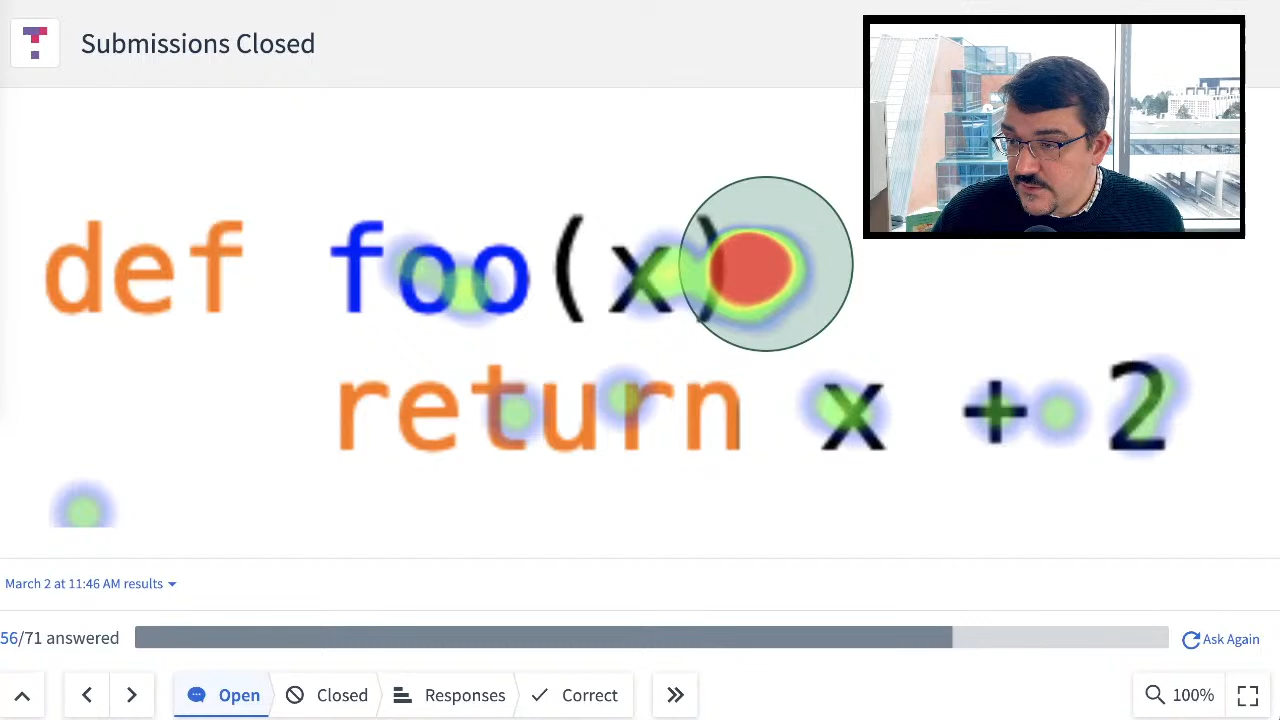 Submissions Closed
def foo(x)
return x + 2
March 2 at 11:46 AM results
56/71 answered
Ask Again
Open
Closed
Responses
Correct
100%